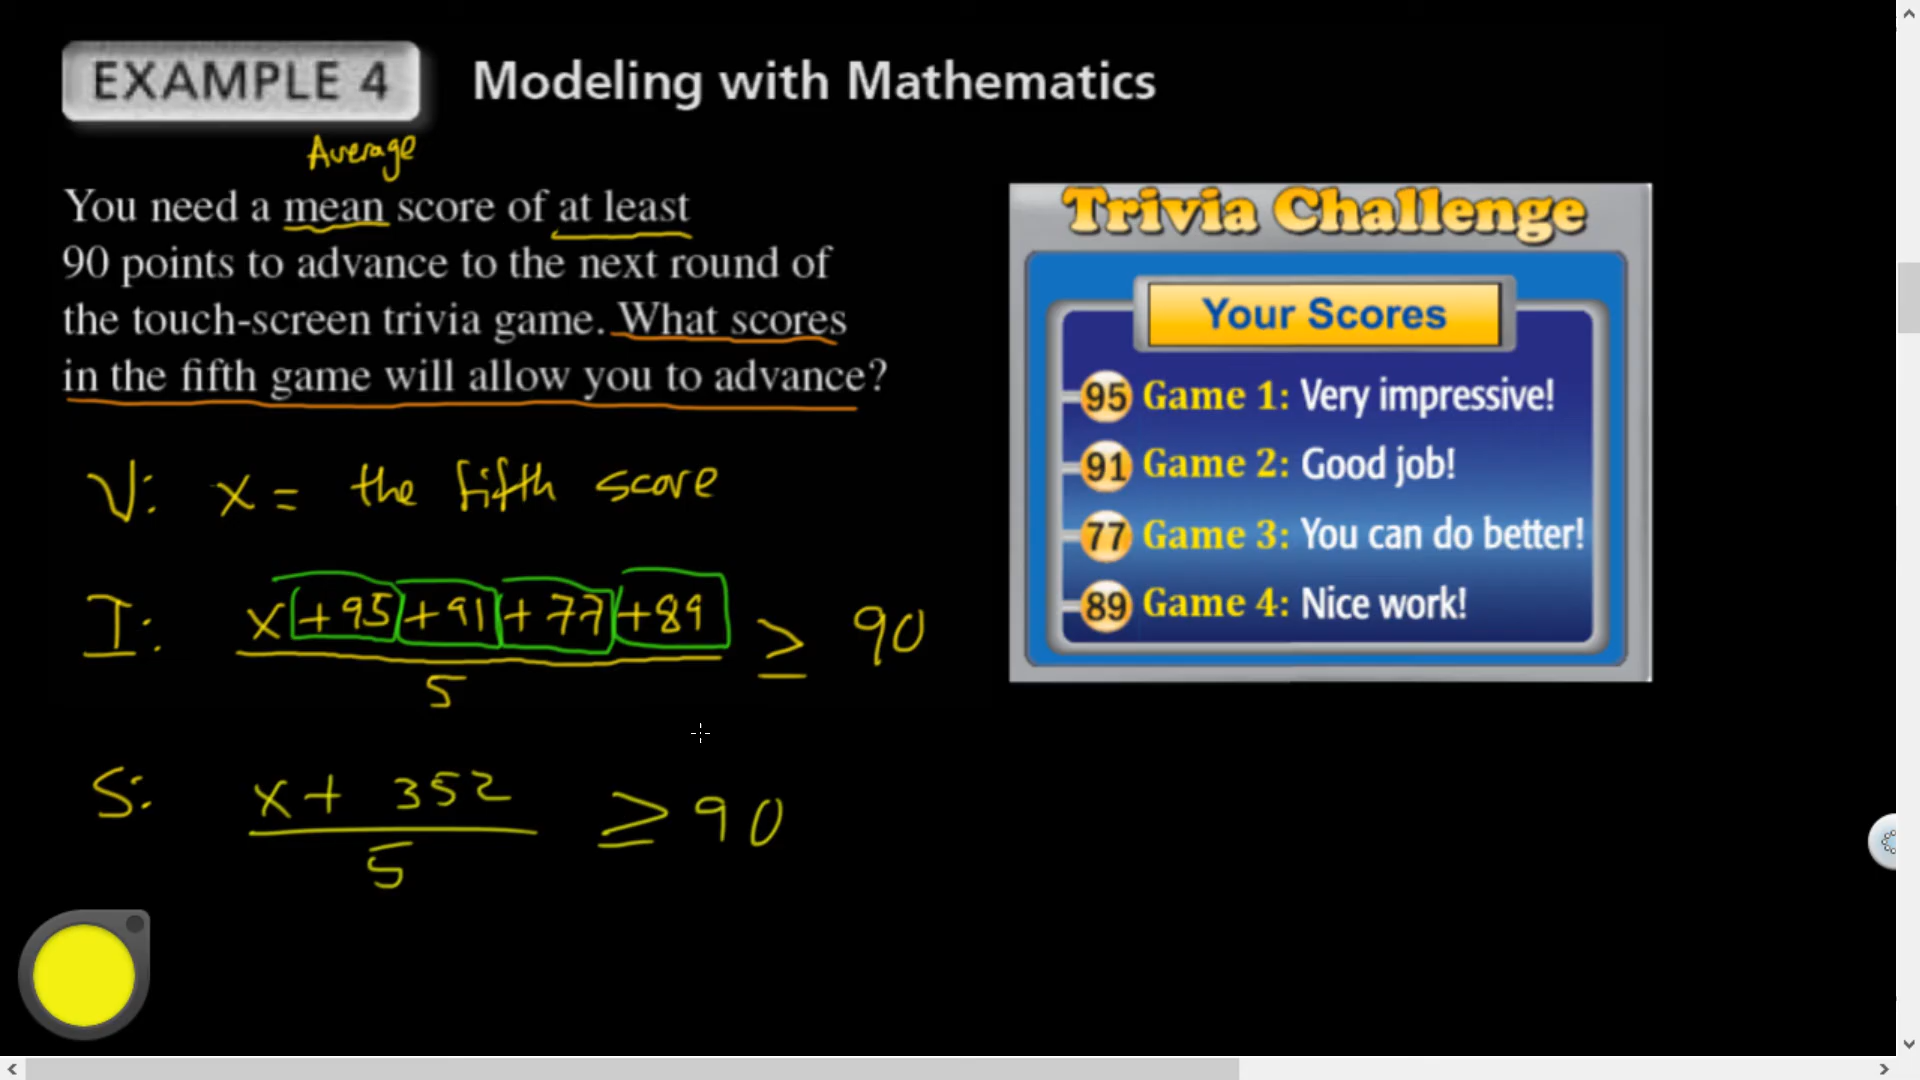 EXAMPLE 4 Modeling with Mathematics
Average
You need a mean score of at least
90 points to advance to the next round of
the touch-screen trivia game. What scores
in the fifth game will allow you to advance?
V: x = the fifth score
I: x + 95 + 91 + 77 + 89 ≥ 90
5
S: x + 352 ≥ 90
5
Trivia Challenge
Your Scores
95 Game 1: Very impressive!
91 Game 2: Good job!
77 Game 3: You can do better!
89 Game 4: Nice work!